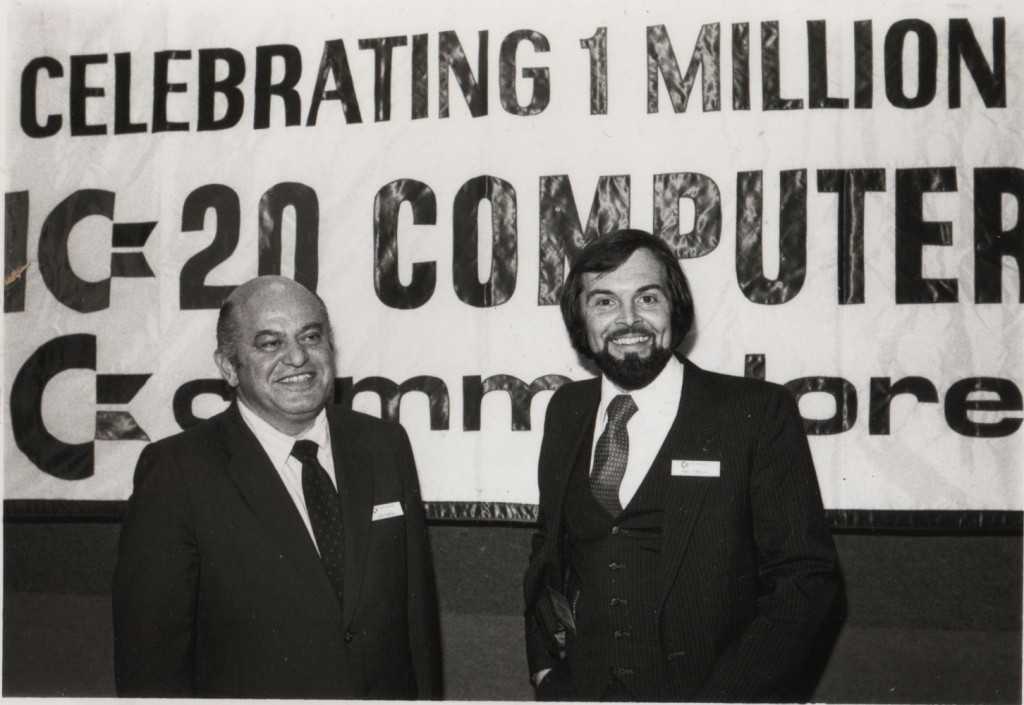 CELEBRATING 1 MILLION
IC-20 COMPUTER
Commodore